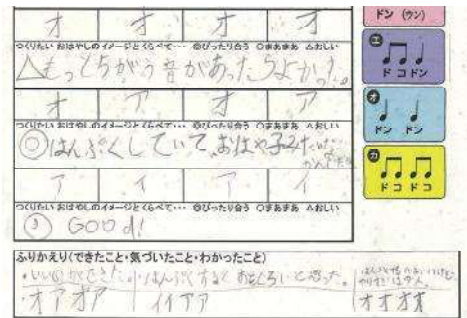 オ オ オ オ
つくりたい おはやしのイメージとくらべて… ◎ぴったり合う ○まあまあ △おしい
△もっとちがう音があったらよかった。
オ ア オ ア
つくりたい おはやしのイメージとくらべて… ◎ぴったり合う ○まあまあ △おしい
◎はんぷくしていて、おはや子みたい
ア イ ア イ
つくりたい おはやしのイメージとくらべて… ◎ぴったり合う ○まあまあ △おしい
GOOd!
ドン (ウン)
エ
ド コ ドン
オ
ドン ドン
カ
ド コ ド コ
ふりかえり(できたこと・気づいたこと・わかったこと)
・いいのができた。・はんぷくするとおもしろいと思った。
オアオア イイアア オオオオ